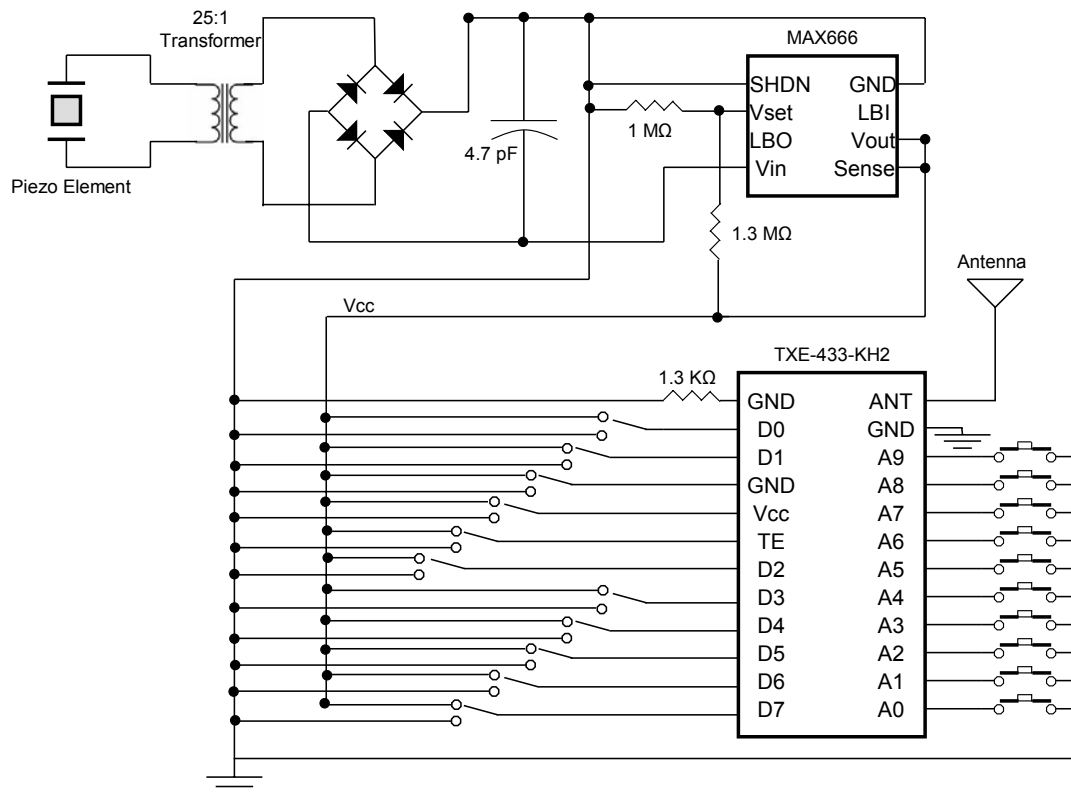 25:1
Transformer
Piezo Element
4.7 pF
MAX666
SHDN GND
1 MΩ Vset LBI
LBO Vout
Vin Sense
1.3 MΩ
Antenna
Vcc
TXE-433-KH2
1.3 KΩ
GND ANT
D0 GND
D1 A9
GND A8
Vcc A7
TE A6
D2 A5
D3 A4
D4 A3
D5 A2
D6 A1
D7 A0